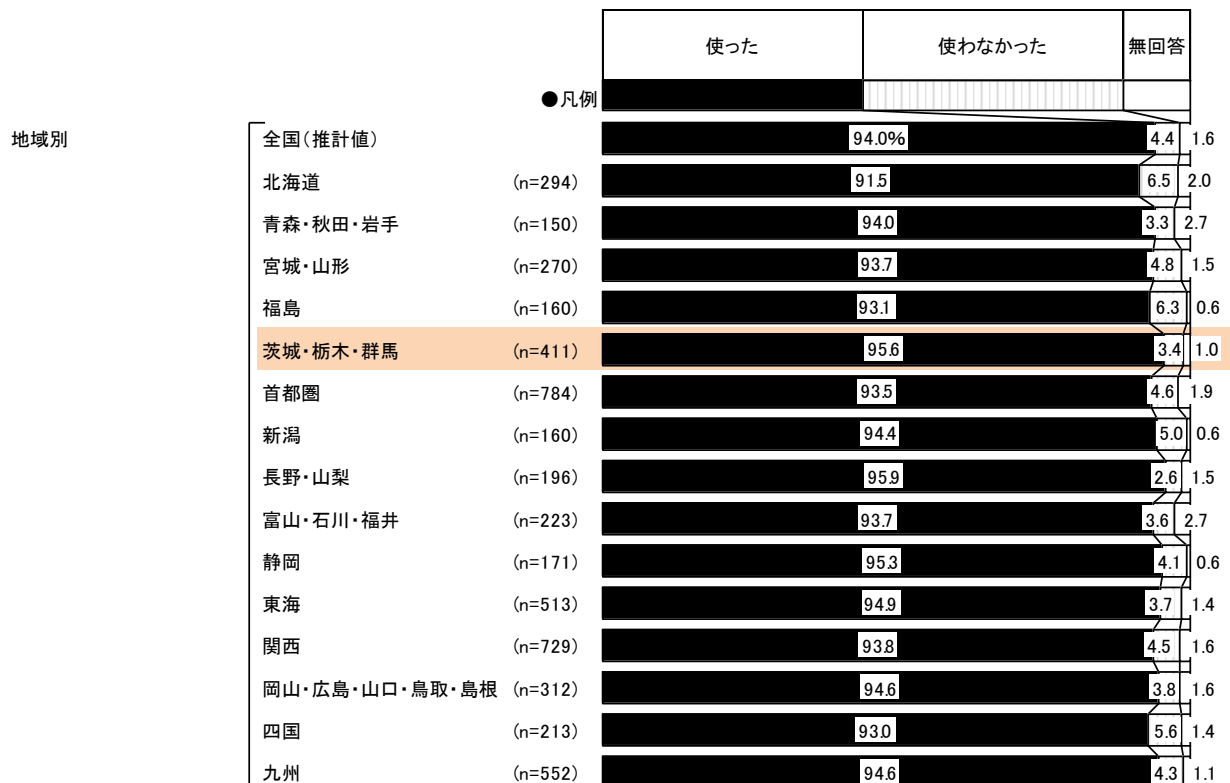 使った 使わなかった 無回答
●凡例
地域別 全国(推計値) 94.0% 4.4 1.6
北海道 (n=294) 91.5 6.5 2.0
青森・秋田・岩手 (n=150) 94.0 3.3 2.7
宮城・山形 (n=270) 93.7 4.8 1.5
福島 (n=160) 93.1 6.3 0.6
茨城・栃木・群馬 (n=411) 95.6 3.4 1.0
首都圏 (n=784) 93.5 4.6 1.9
新潟 (n=160) 94.4 5.0 0.6
長野・山梨 (n=196) 95.9 2.6 1.5
富山・石川・福井 (n=223) 93.7 3.6 2.7
静岡 (n=171) 95.3 4.1 0.6
東海 (n=513) 94.9 3.7 1.4
関西 (n=729) 93.8 4.5 1.6
岡山・広島・山口・鳥取・島根 (n=312) 94.6 3.8 1.6
四国 (n=213) 93.0 5.6 1.4
九州 (n=552) 94.6 4.3 1.1